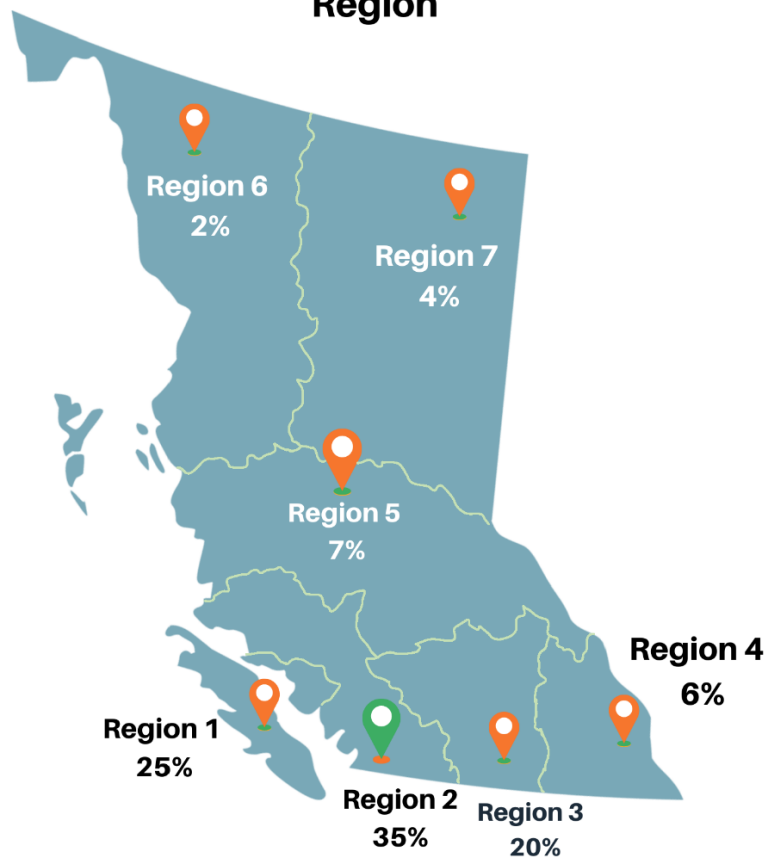 Region
Region 6
2%
Region 7
4%
Region 5
7%
Region 4
6%
Region 1
25%
Region 2
35%
Region 3
20%